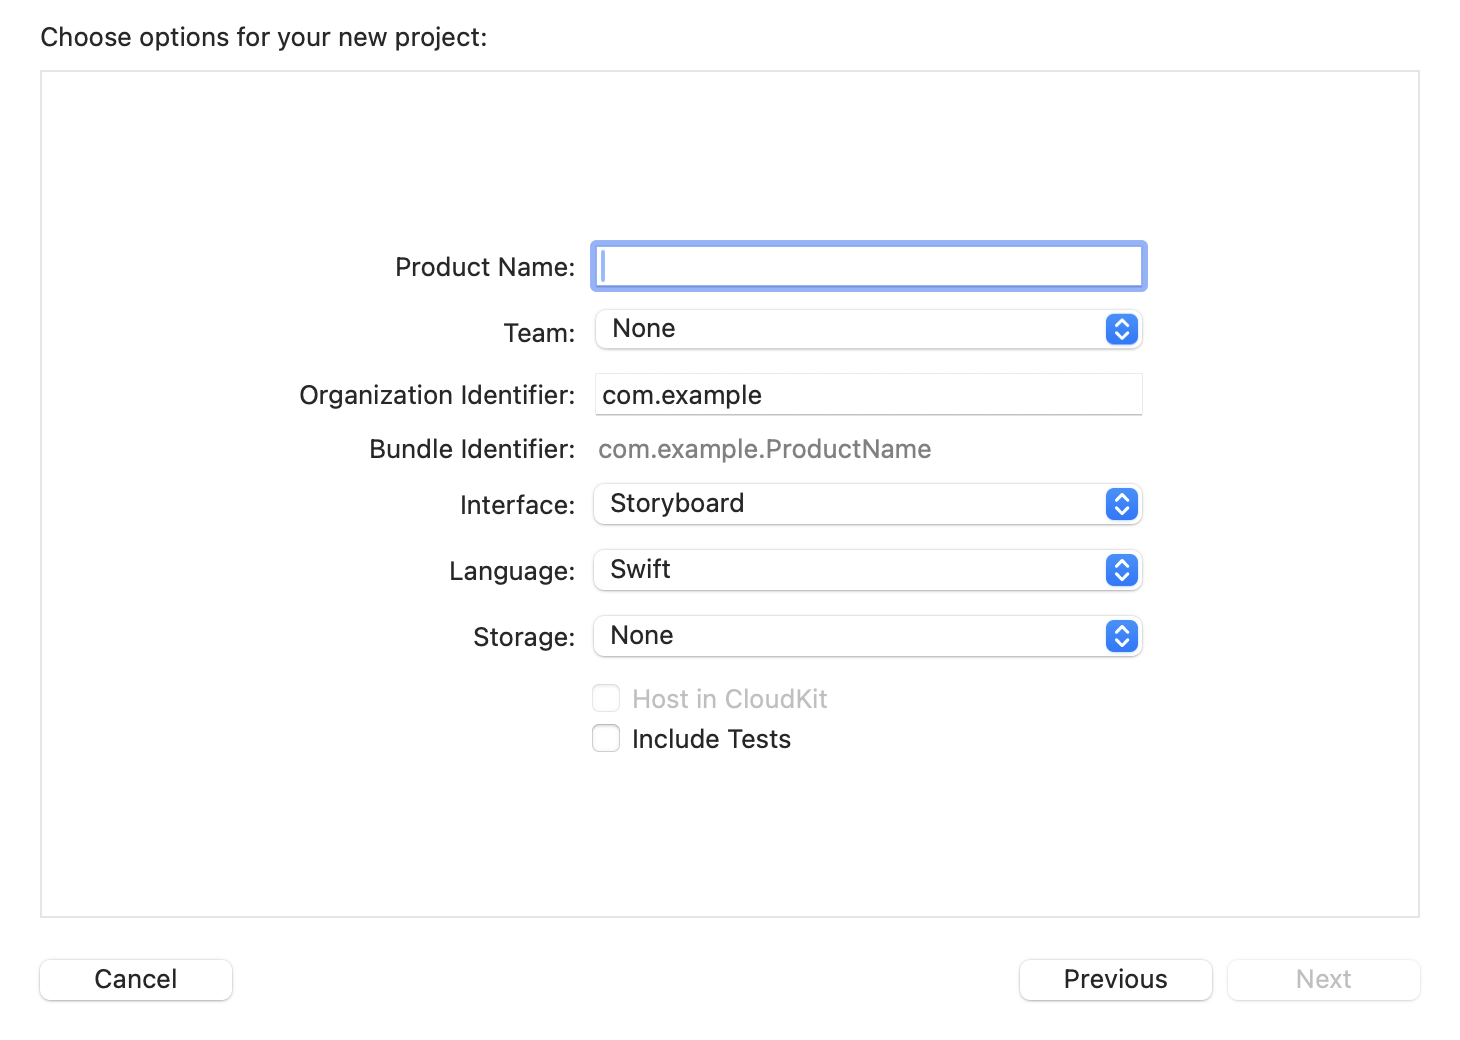 Choose options for your new project:
Product Name:
Team: None
Organization Identifier: com.example
Bundle Identifier: com.example.ProductName
Interface: Storyboard
Language: Swift
Storage: None
Host in CloudKit
Include Tests
Cancel Previous Next